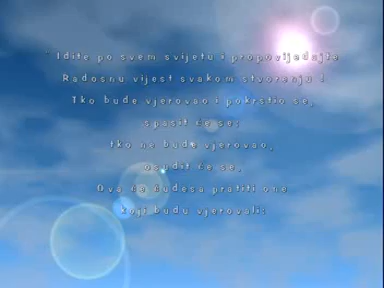 " Idite po svem svijetu i propovijedajte
Radosnu vijest svakom stvorenju !
Tko bude vjerovao i pokrstio se,
spasit će se;
tko ne bude vjerovao,
osudit će se.
Ova će čudesa pratiti one
koji budu vjerovali: